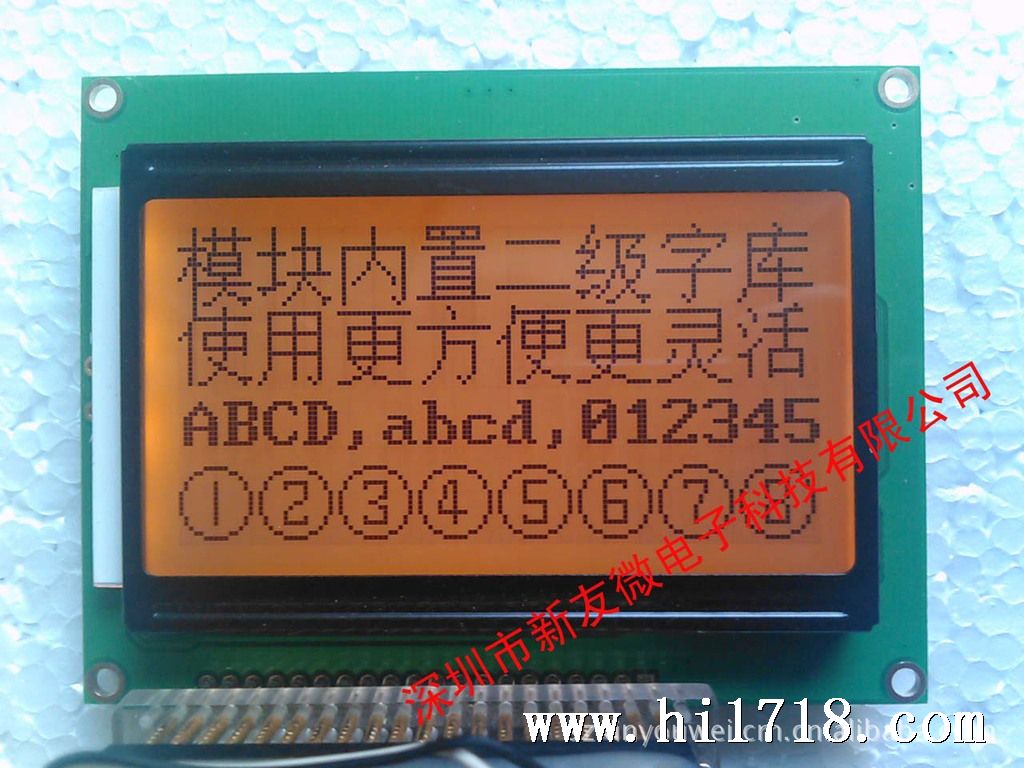 模块内置二级字库
使用更方便更灵活
ABCD,abcd,012345
①②③④⑤⑥⑦⑧
深圳市新友微电子科技有限公司
www.hi1718.com